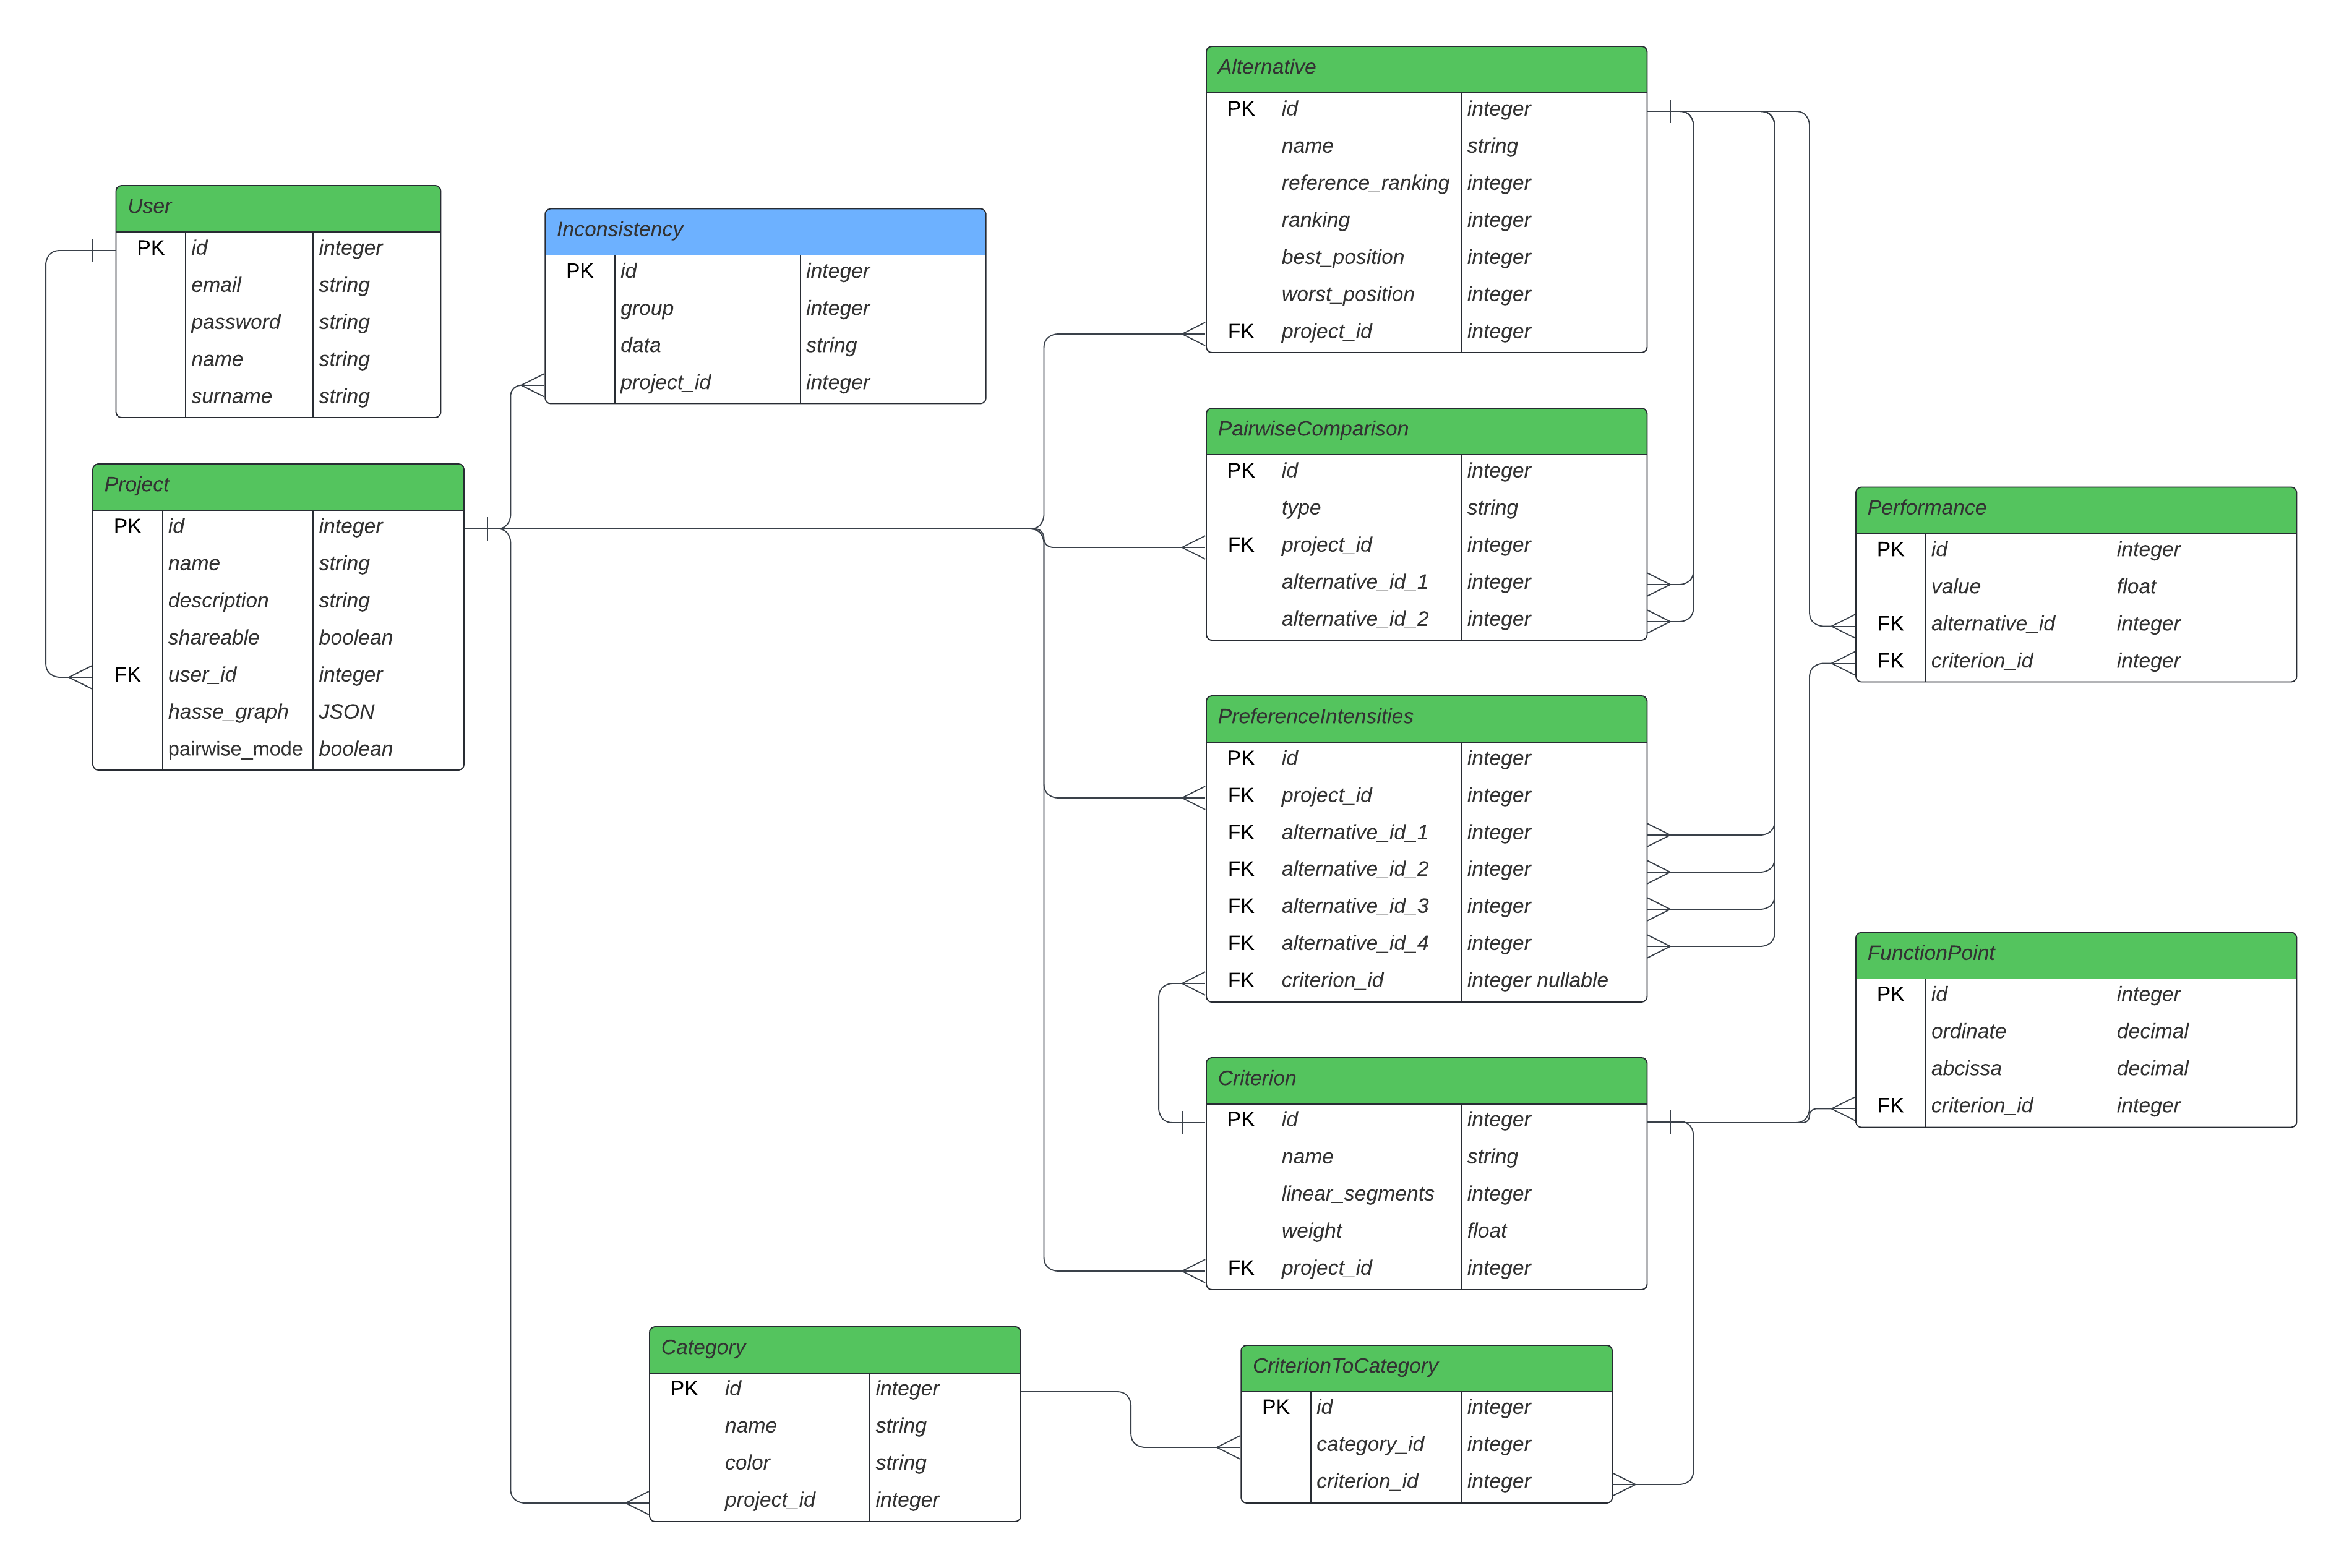 User
PK id integer
email string
password string
name string
surname string
Project
PK id integer
name string
description string
shareable boolean
FK user_id integer
hasse_graph JSON
pairwise_mode boolean
Inconsistency
PK id integer
group integer
data string
project_id integer
Alternative
PK id integer
name string
reference_ranking integer
ranking integer
best_position integer
worst_position integer
FK project_id integer
PairwiseComparison
PK id integer
type string
FK project_id integer
alternative_id_1 integer
alternative_id_2 integer
PreferenceIntensities
PK id integer
FK project_id integer
FK alternative_id_1 integer
FK alternative_id_2 integer
FK alternative_id_3 integer
FK alternative_id_4 integer
FK criterion_id integer nullable
Criterion
PK id integer
name string
linear_segments integer
weight float
FK project_id integer
Performance
PK id integer
value float
FK alternative_id integer
FK criterion_id integer
FunctionPoint
PK id integer
ordinate decimal
abcissa decimal
FK criterion_id integer
Category
PK id integer
name string
color string
project_id integer
CriterionToCategory
PK id integer
category_id integer
criterion_id integer